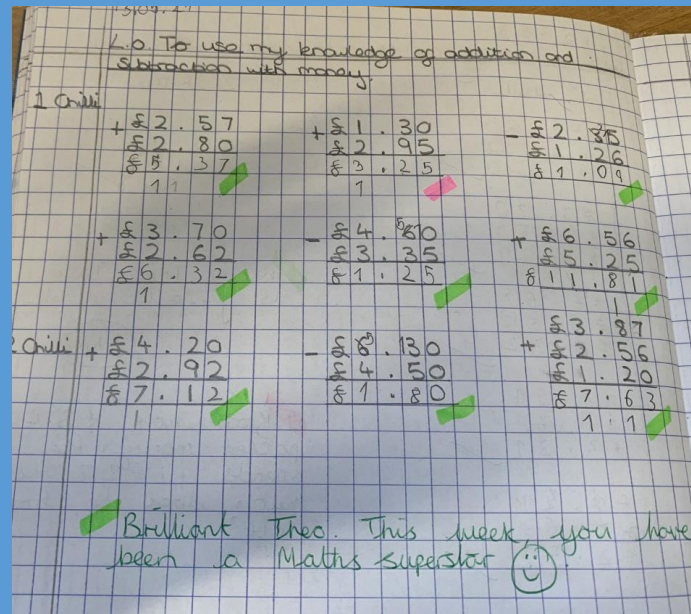 L.O. To use my knowledge of addition and
subtraction with money.
1 Chilli
+ £2.57 + £1.30 - £2.35
£2.80 £2.95 £1.26
£5.37 £3.25 £1.09
1 1 1
+ £3.70 - £4.60 + £6.56
£2.62 £3.35 £5.25
£6.32 £1.25 £11.81
1 1
Chilli + £4.20 - £6.130 £3.87
£2.92 £4.50 + £2.56
£7.12 £1.80 £1.20
1 £7.63
1.1
Brilliant Theo. This week, you have
been a Maths superstar